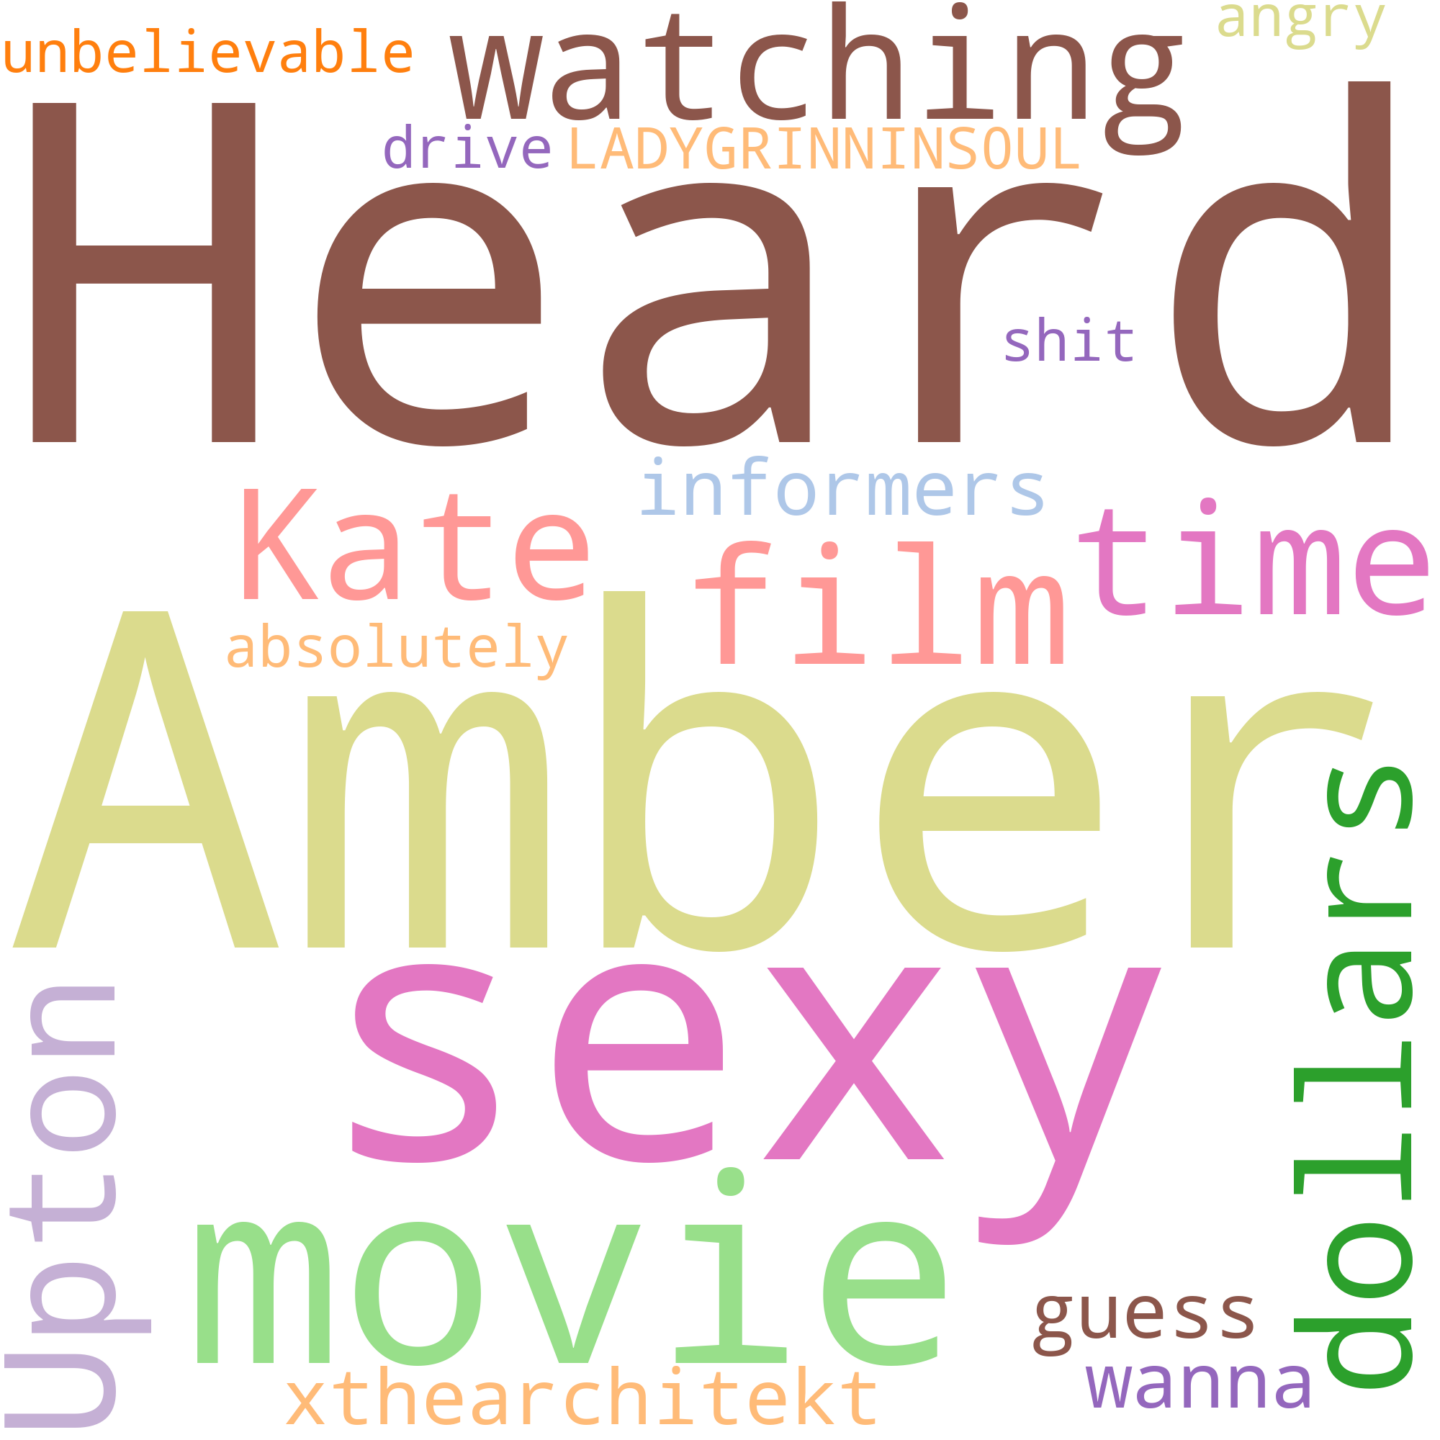 unbelievable
watching
angry
drive
LADYGRINNINSOUL
Heard
shit
informers
Kate
film
time
absolutely
Amber
dollars
sexy
Upton
movie
guess
wanna
xthearchitekt